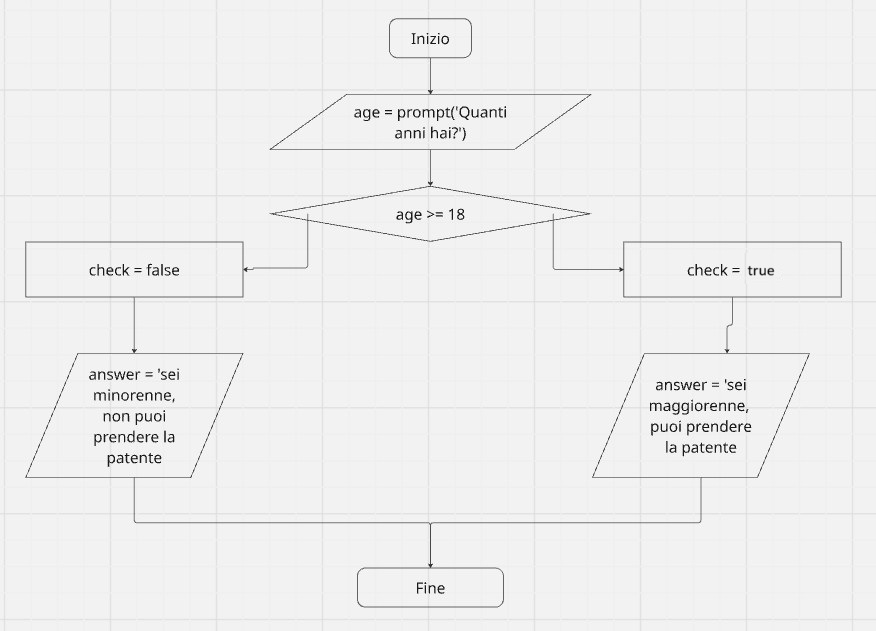 Inizio
age = prompt('Quanti
anni hai?')
age >= 18
check = false
check = true
answer = 'sei
minorenne,
non puoi
prendere la
patente
answer = 'sei
maggiorenne,
puoi prendere
la patente
Fine